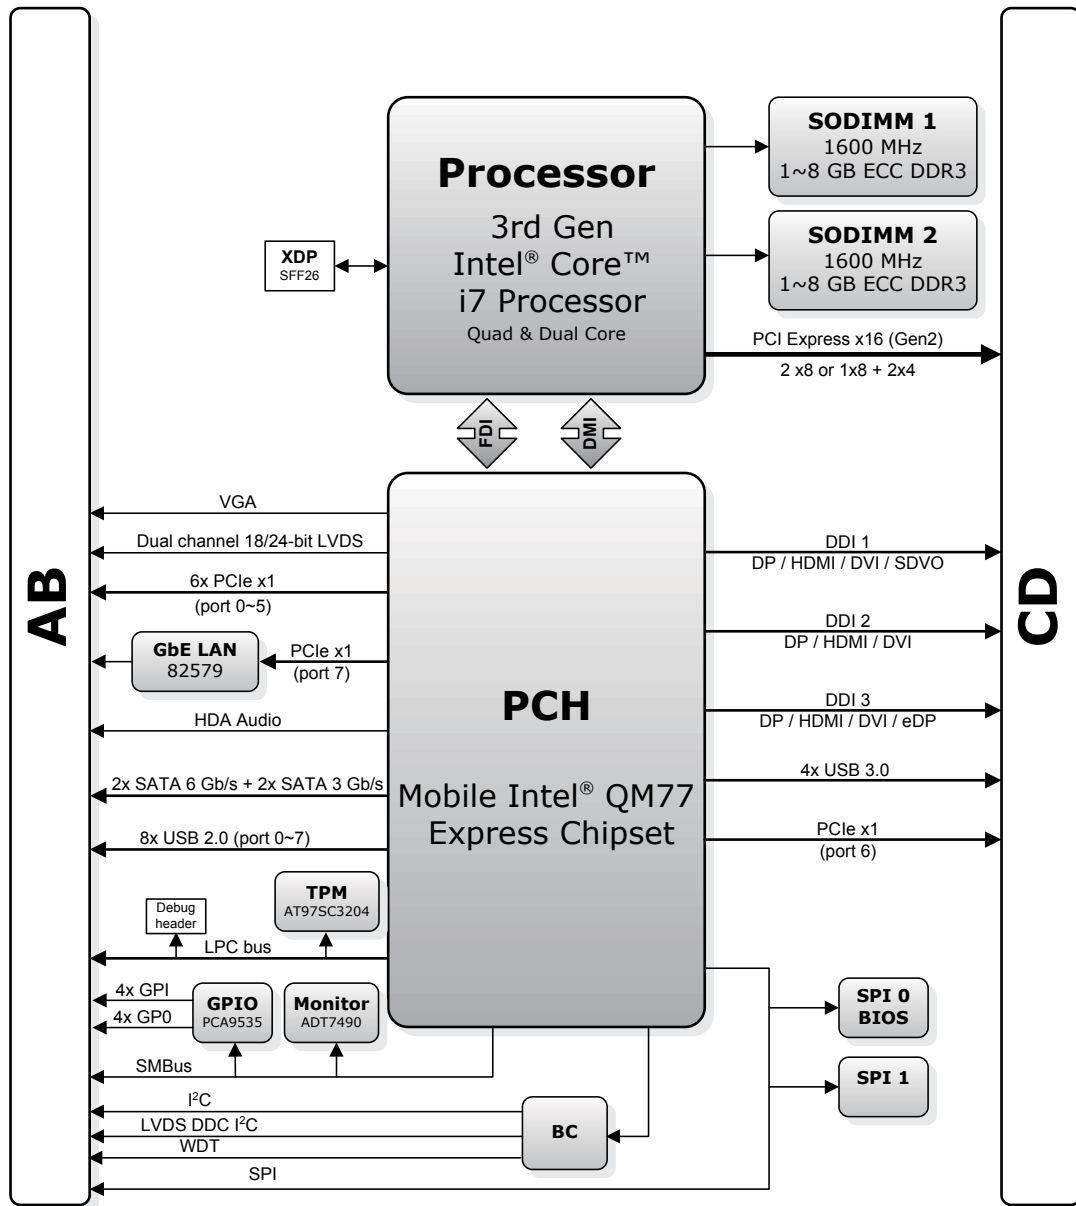 AB
CD
Processor
3rd Gen
Intel® Core™
i7 Processor
Quad & Dual Core
XDP
SFF26
SODIMM 1
1600 MHz
1~8 GB ECC DDR3
SODIMM 2
1600 MHz
1~8 GB ECC DDR3
PCI Express x16 (Gen2)
2 x8 or 1x8 + 2x4
FDI
DMI
PCH
Mobile Intel® QM77
Express Chipset
VGA
Dual channel 18/24-bit LVDS
6x PCIe x1
(port 0~5)
GbE LAN
82579
PCIe x1
(port 7)
HDA Audio
2x SATA 6 Gb/s + 2x SATA 3 Gb/s
8x USB 2.0 (port 0~7)
TPM
AT97SC3204
Debug
header
LPC bus
4x GPI
4x GP0
GPIO
PCA9535
Monitor
ADT7490
SMBus
I²C
LVDS DDC I²C
WDT
SPI
BC
DDI 1
DP / HDMI / DVI / SDVO
DDI 2
DP / HDMI / DVI
DDI 3
DP / HDMI / DVI / eDP
4x USB 3.0
PCIe x1
(port 6)
SPI 0
BIOS
SPI 1